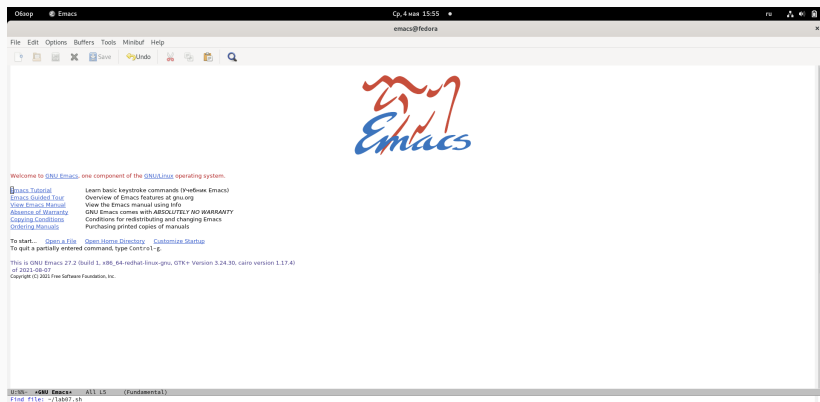 Обзор Emacs Ср, 4 мая 15:55 ru
emacs@fedora
File Edit Options Buffers Tools Minibuf Help
Save Undo
Emacs
Welcome to GNU Emacs, one component of the GNU/Linux operating system.
Emacs Tutorial Learn basic keystroke commands (Учебник Emacs)
Emacs Guided Tour Overview of Emacs features at gnu.org
View Emacs Manual View the Emacs manual using Info
Absence of Warranty GNU Emacs comes with ABSOLUTELY NO WARRANTY
Copying Conditions Conditions for redistributing and changing Emacs
Ordering Manuals Purchasing printed copies of manuals
To start... Open a File Open Home Directory Customize Startup
To quit a partially entered command, type Control-g.
This is GNU Emacs 27.2 (build 1, x86_64-redhat-linux-gnu, GTK+ Version 3.24.30, cairo version 1.17.4)
of 2021-08-07
Copyright (C) 2021 Free Software Foundation, Inc.
U:%%- *GNU Emacs* All L5 (Fundamental)
Find file: ~/lab07.sh